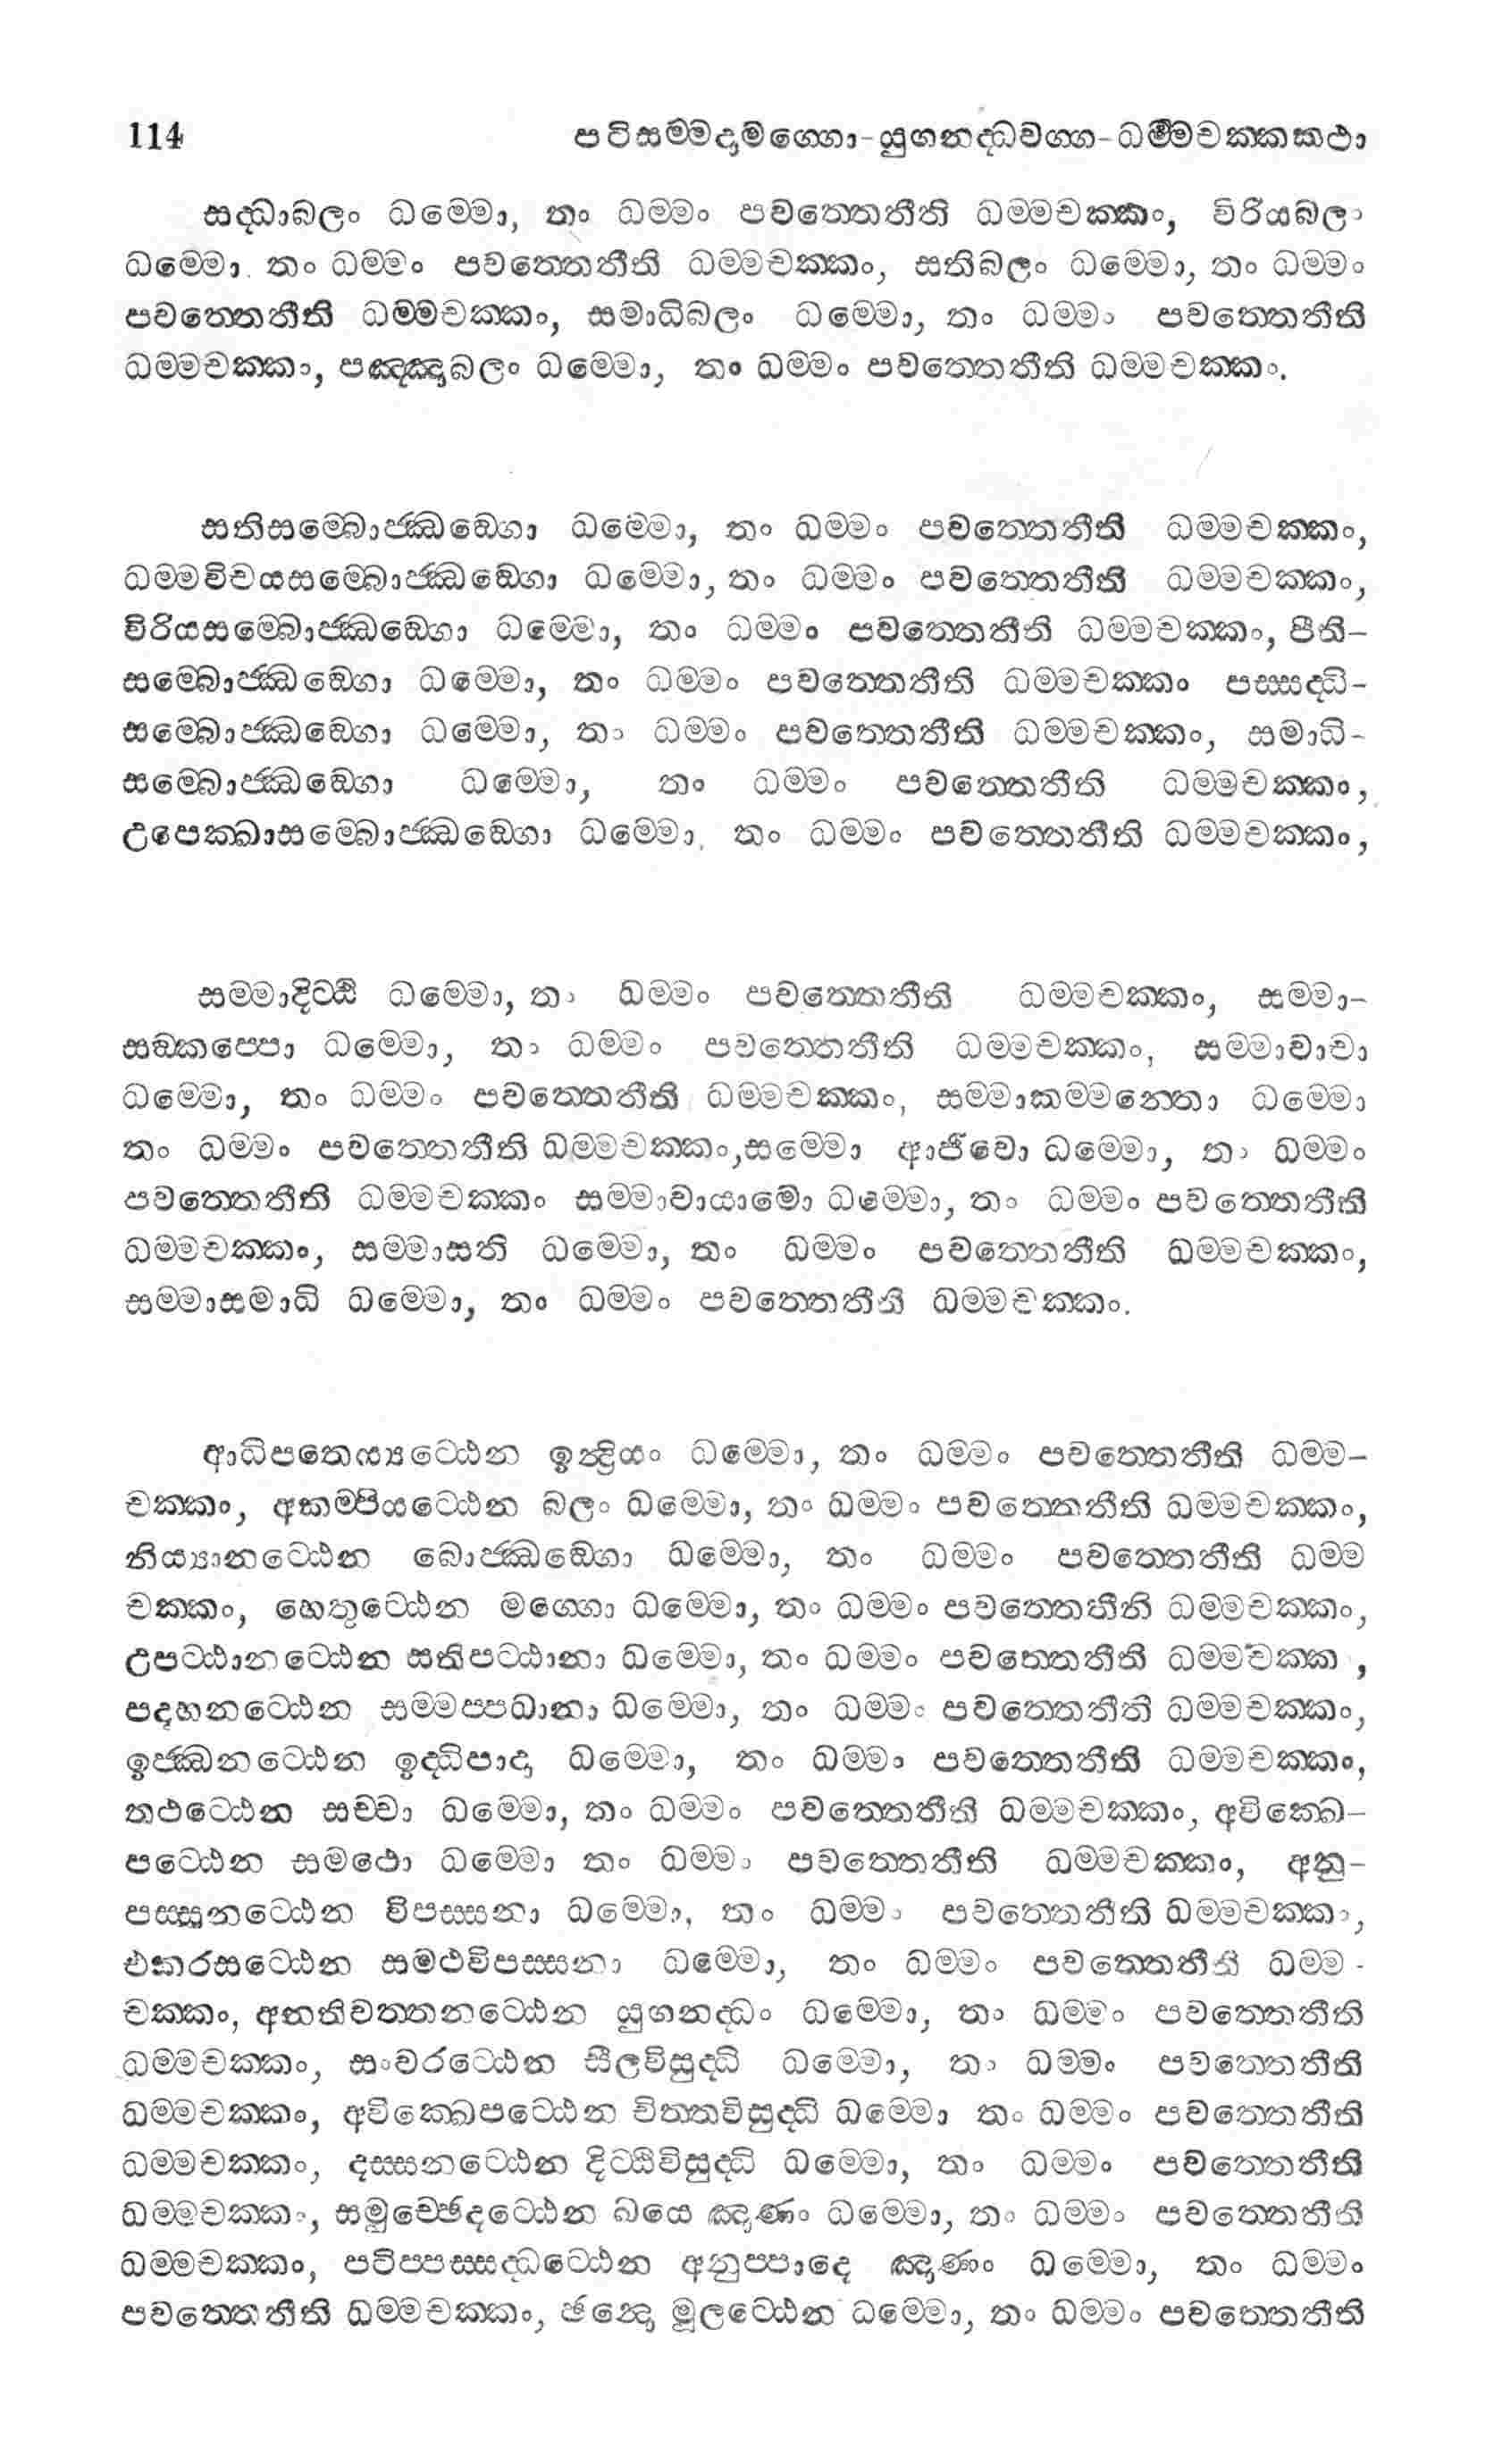 114 පටිසම්මදාමග්ගො-යුගනද්ධවග්ග-ධම්මචක්කකථා
සද්ධාබලං ධම්මො, තං ධම්මං පවත්තෙතීති ධම්මචක්කං, විරියබලං
ධම්මො. තං ධම්මං පවත්තෙතීති ධම්මචක්කං, සතිබලං ධම්මො, තං ධම්මං
පවත්තෙතීති ධම්මචක්කං, සමාධිබලං ධම්මො, තං ධම්මං පවත්තෙතීති
ධම්මචක්කං, පඤ්ඤාබලං ධම්මො, තං ධම්මං පවත්තෙතීති ධම්මචක්කං.
සතිසම්බොජ්ඣඞ්ගො ධම්මො, තං ධම්මං පවත්තෙතීති ධම්මචක්කං,
ධම්මවිචයසම්බොජ්ඣඞ්ගො ධම්මො, තං ධම්මං පවත්තෙතීති ධම්මචක්කං,
විරියසම්බොජ්ඣඞ්ගො ධම්මො, තං ධම්මං පවත්තෙතීති ධම්මචක්කං, පීති-
සම්බොජ්ඣඞ්ගො ධම්මො, තං ධම්මං පවත්තෙතීති ධම්මචක්කං පස්සද්ධි-
සම්බොජ්ඣඞ්ගො ධම්මො, තං ධම්මං පවත්තෙතීති ධම්මචක්කං, සමාධි-
සම්බොජ්ඣඞ්ගො ධම්මො, තං ධම්මං පවත්තෙතීති ධම්මචක්කං,
උපෙක්ඛාසම්බොජ්ඣඞ්ගො ධම්මො, තං ධම්මං පවත්තෙතීති ධම්මචක්කං,
සම්මාදිට්ඨි ධම්මො, තං ධම්මං පවත්තෙතීති ධම්මචක්කං, සම්මා-
සඞ්කප්පො ධම්මො, තං ධම්මං පවත්තෙතීති ධම්මචක්කං, සම්මාවාචා
ධම්මො, තං ධම්මං පවත්තෙතීති ධම්මචක්කං, සම්මාකම්මන්තො ධම්මො
තං ධම්මං පවත්තෙතීති ධම්මචක්කං,සම්මො ආජීවො ධම්මො, තං ධම්මං
පවත්තෙතීති ධම්මචක්කං සම්මාවායාමො ධම්මො, තං ධම්මං පවත්තෙතීති
ධම්මචක්කං, සම්මාසති ධම්මො, තං ධම්මං පවත්තෙතීති ධම්මචක්කං,
සම්මාසමාධි ධම්මො, තං ධම්මං පවත්තෙතීති ධම්මචක්කං.
ආධිපතෙය්‍යට්ඨෙන ඉන්ද්‍රියං ධම්මො, තං ධම්මං පවත්තෙතීති ධම්ම-
චක්කං, අකම්පියට්ඨෙන බලං ධම්මො, තං ධම්මං පවත්තෙතීති ධම්මචක්කං,
නිය්‍යානට්ඨෙන බොජ්ඣඞ්ගො ධම්මො, තං ධම්මං පවත්තෙතීති ධම්ම
චක්කං, හෙතුට්ඨෙන මග්ගො ධම්මො, තං ධම්මං පවත්තෙතීති ධම්මචක්කං,
උපට්ඨානට්ඨෙන සතිපට්ඨානා ධම්මො, තං ධම්මං පවත්තෙතීති ධම්මචක්ක ,
පදහනට්ඨෙන සම්මප්පධානා ධම්මො, තං ධම්මං පවත්තෙතීති ධම්මචක්කං,
ඉජ්ඣනට්ඨෙන ඉද්ධිපාදා ධම්මො, තං ධම්මං පවත්තෙතීති ධම්මචක්කං,
තථට්ඨෙන සච්චා ධම්මො, තං ධම්මං පවත්තෙතීති ධම්මචක්කං, අවික්ඛෙ-
පට්ඨෙන සමථො ධම්මො තං ධම්මං පවත්තෙතීති ධම්මචක්කං, අනු-
පස්සනට්ඨෙන විපස්සනා ධම්මො, තං ධම්මං පවත්තෙතීති ධම්මචක්කං,
එකරසට්ඨෙන සමථවිපස්සනා ධම්මො, තං ධම්මං පවත්තෙතීති ධම්ම-
චක්කං, අනතිවත්තනට්ඨෙන යුගනද්ධං ධම්මො, තං ධම්මං පවත්තෙතීති
ධම්මචක්කං, සංවරට්ඨෙන සීලවිසුද්ධි ධම්මො, තං ධම්මං පවත්තෙතීති
ධම්මචක්කං, අවික්ඛෙපට්ඨෙන චිත්තවිසුද්ධි ධම්මො තං ධම්මං පවත්තෙතීති
ධම්මචක්කං, දස්සනට්ඨෙන දිට්ඨිවිසුද්ධි ධම්මො, තං ධම්මං පවත්තෙතීති
ධම්මචක්කං, සමුච්ඡෙදට්ඨෙන ඛයෙ ඤාණං ධම්මො, තං ධම්මං පවත්තෙතීති
ධම්මචක්කං, පටිප්පස්සද්ධට්ඨෙන අනුප්පාදෙ ඤාණං ධම්මො, තං ධම්මං
පවත්තෙතීති ධම්මචක්කං, ඡන්දො මූලට්ඨෙන ධම්මො, තං ධම්මං පවත්තෙතීති